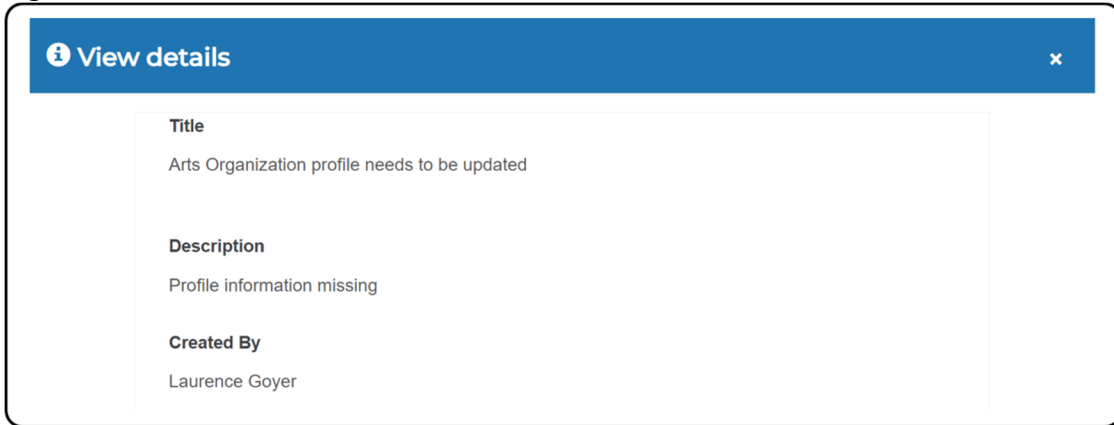 View details
Title
Arts Organization profile needs to be updated
Description
Profile information missing
Created By
Laurence Goyer